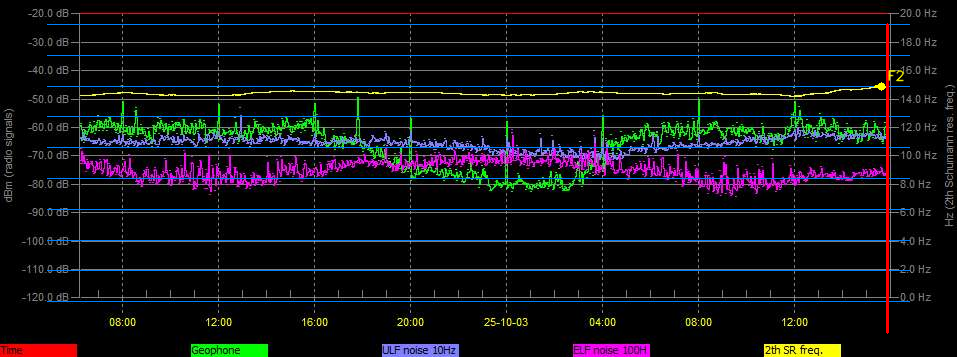 -20.0 dB 20.0 Hz
-30.0 dB 18.0 Hz
-40.0 dB 16.0 Hz
F2
-50.0 dB 14.0 Hz
-60.0 dB 12.0 Hz
-70.0 dB 10.0 Hz
-80.0 dB 8.0 Hz
-90.0 dB 6.0 Hz
-100.0 dB 4.0 Hz
-110.0 dB 2.0 Hz
-120.0 dB 0.0 Hz
dBm (radio signals)
Hz (2th Schumann res. freq.)
08:00 12:00 16:00 20:00 25-10-03 04:00 08:00 12:00
Time Geophone ULF noise 10Hz ELF noise 100H 2th SR freq.